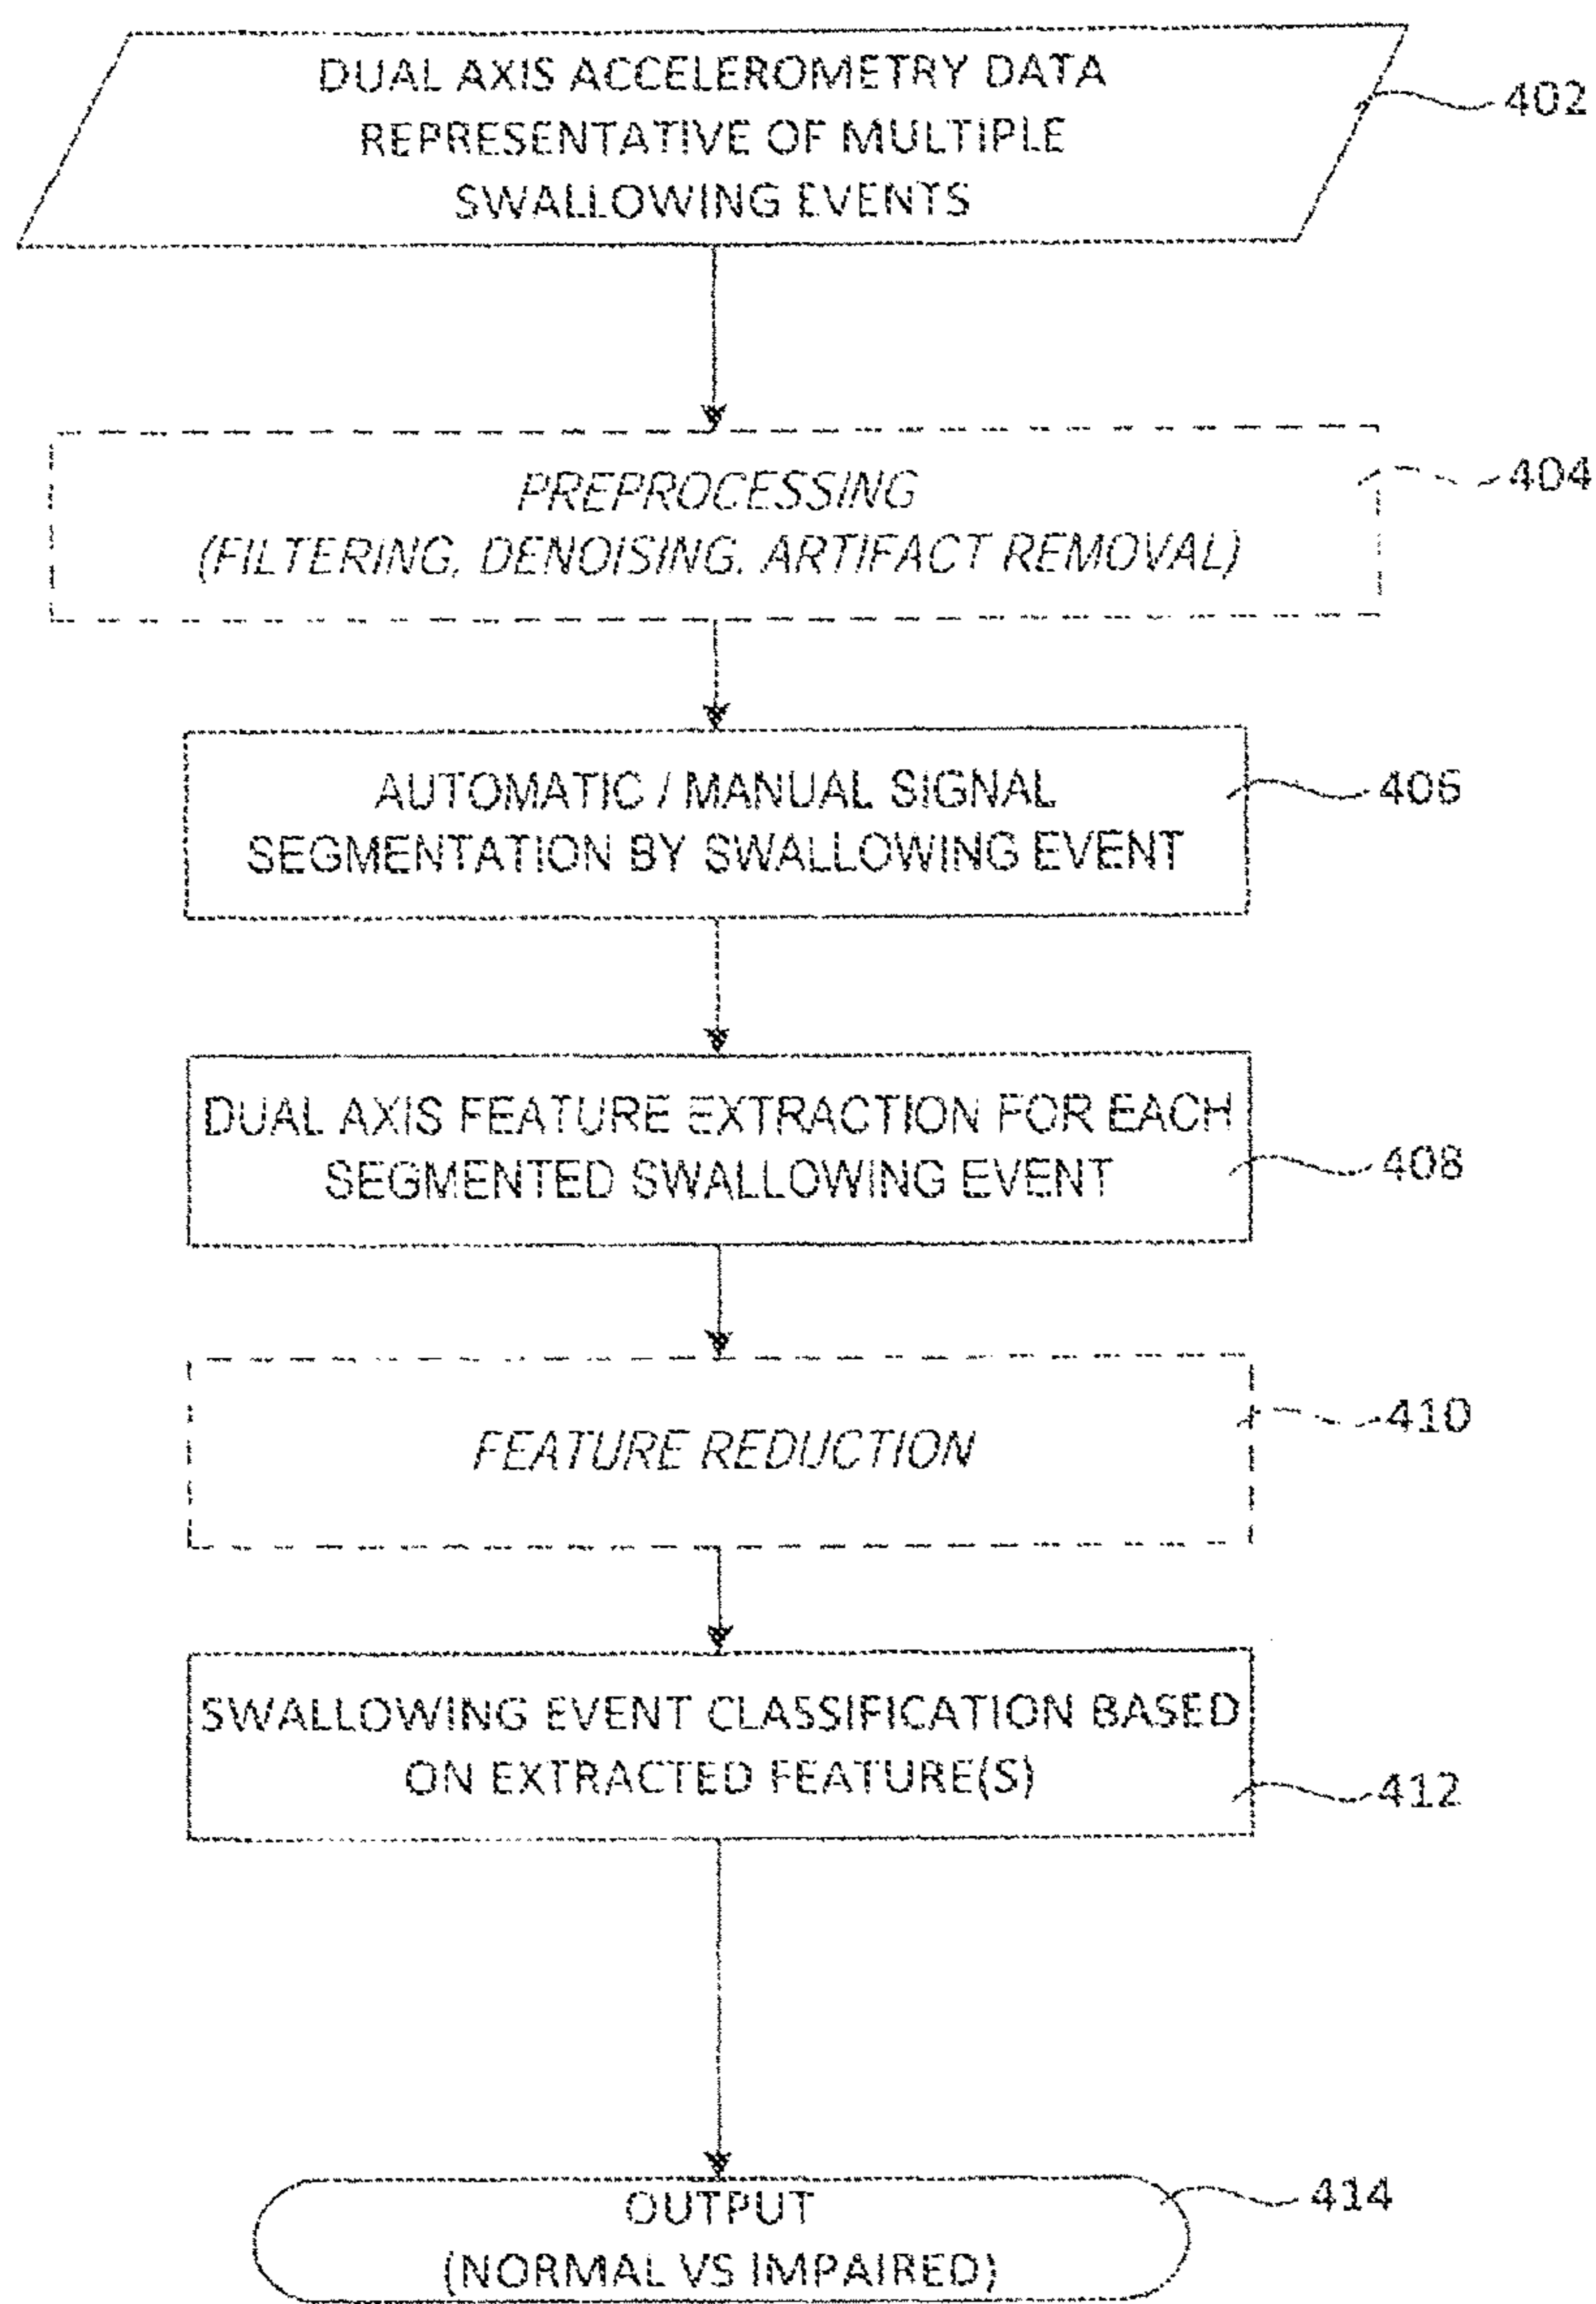 DUAL AXIS ACCELEROMETRY DATA
REPRESENTATIVE OF MULTIPLE
SWALLOWING EVENTS
402
PREPROCESSING
(FILTERING, DENOISING. ARTIFACT REMOVAL)
404
AUTOMATIC / MANUAL SIGNAL
SEGMENTATION BY SWALLOWING EVENT
406
DUAL AXIS FEATURE EXTRACTION FOR EACH
SEGMENTED SWALLOWING EVENT
408
FEATURE REDUCTION
410
SWALLOWING EVENT CLASSIFICATION BASED
ON EXTRACTED FEATURE(S)
412
OUTPUT
(NORMAL VS IMPAIRED)
414